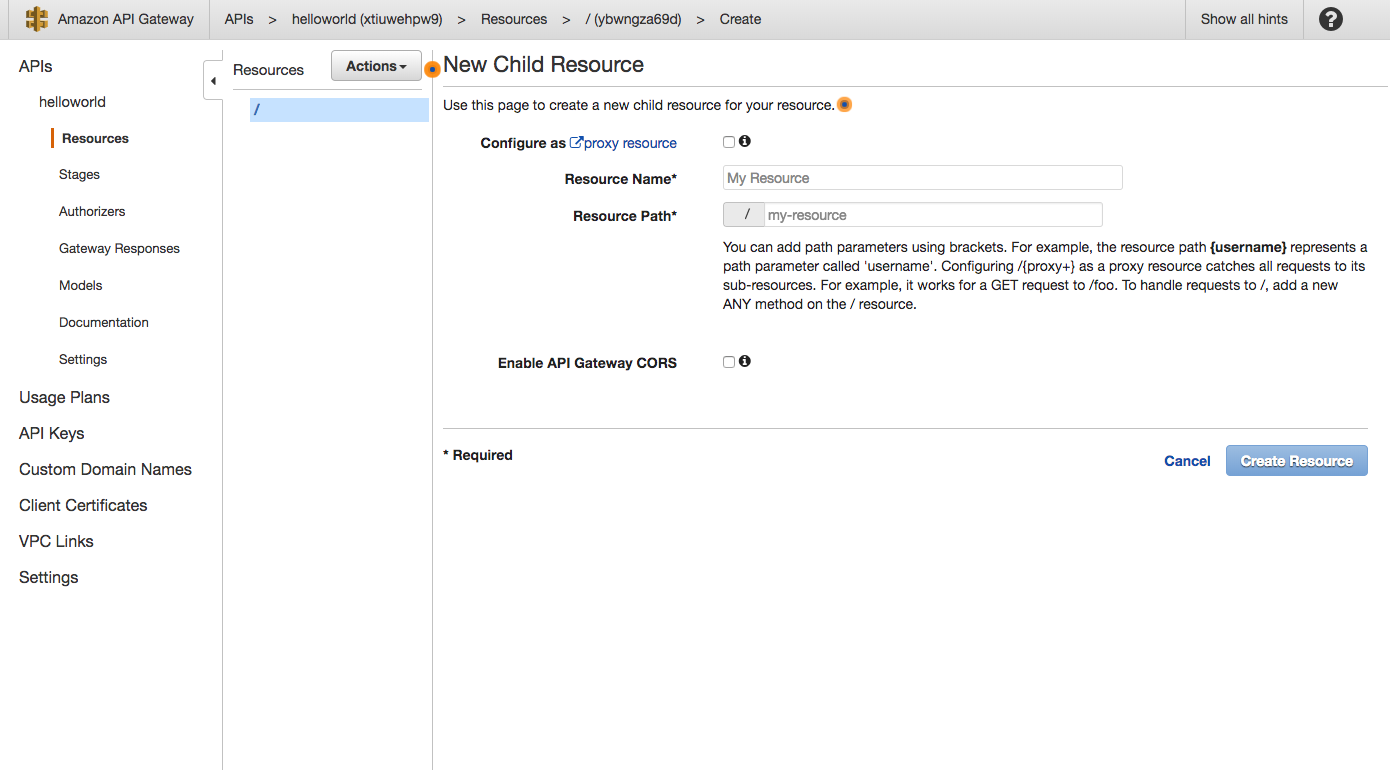 Amazon API Gateway APIs > helloworld (xtiuwehpw9) > Resources > / (ybwngza69d) > Create Show all hints ?
APIs
helloworld
Resources
Stages
Authorizers
Gateway Responses
Models
Documentation
Settings
Usage Plans
API Keys
Custom Domain Names
Client Certificates
VPC Links
Settings
Resources Actions
/
New Child Resource
Use this page to create a new child resource for your resource.
Configure as proxy resource
Resource Name* My Resource
Resource Path* / my-resource
You can add path parameters using brackets. For example, the resource path {username} represents a
path parameter called 'username'. Configuring /{proxy+} as a proxy resource catches all requests to its
sub-resources. For example, it works for a GET request to /foo. To handle requests to /, add a new
ANY method on the / resource.
Enable API Gateway CORS
* Required Cancel Create Resource